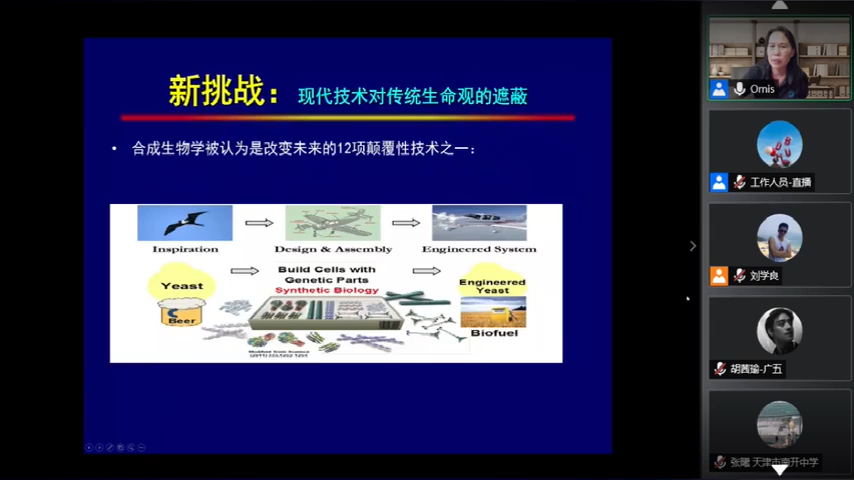 新挑战： 现代技术对传统生命观的遮蔽
• 合成生物学被认为是改变未来的12项颠覆性技术之一：
Inspiration
Design & Assembly
Engineered System
Yeast
Beer
Build Cells with
Genetic Parts
Synthetic Biology
Engineered
Yeast
Biofuel
Modified from Science
Omis
工作人员-直播
刘学良
胡茜瑜-广五
张曦 天津市南开中学